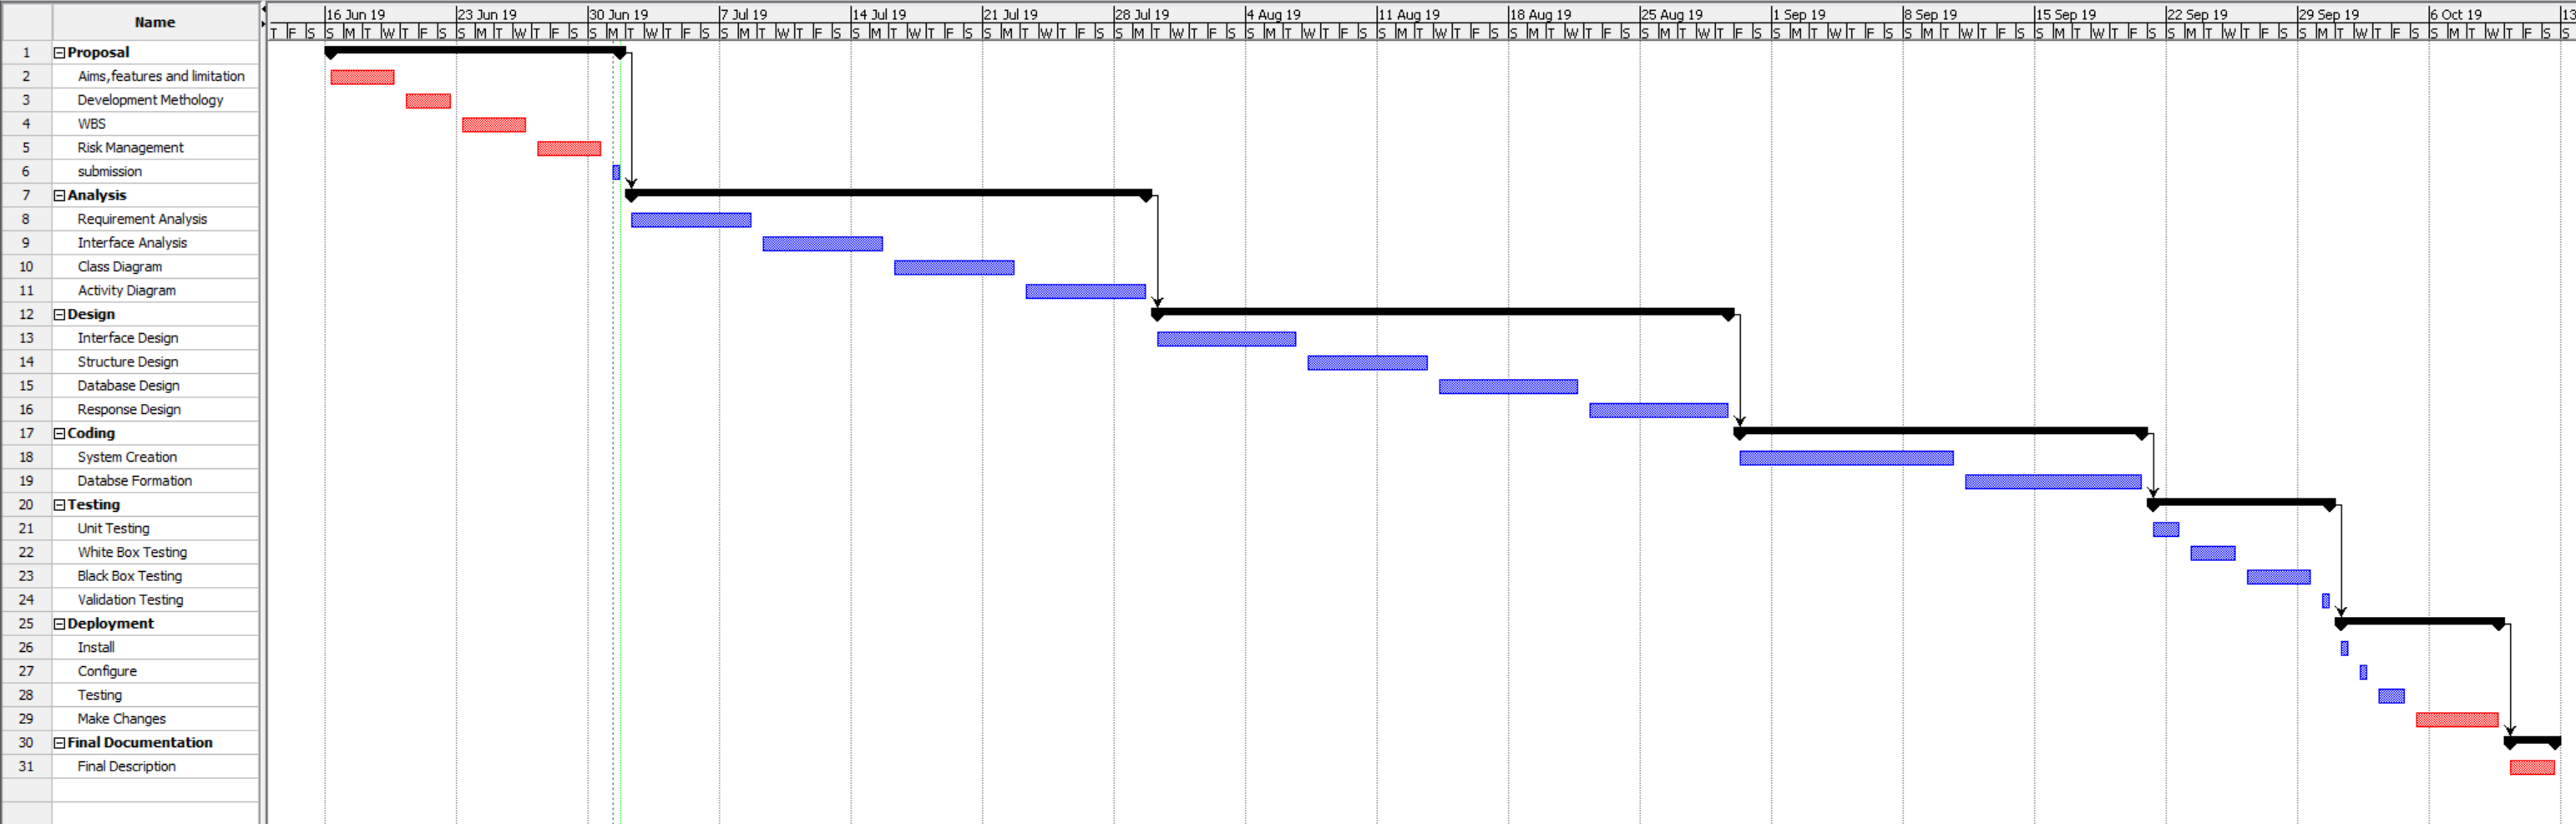 Name
16 Jun 19 23 Jun 19 30 Jun 19 7 Jul 19 14 Jul 19 21 Jul 19 28 Jul 19 4 Aug 19 11 Aug 19 18 Aug 19 25 Aug 19 1 Sep 19 8 Sep 19 15 Sep 19 22 Sep 19 29 Sep 19 6 Oct 19 13
T F S S M T W T F S S M T W T F S S M T W T F S S M T W T F S S M T W T F S S M T W T F S S M T W T F S S M T W T F S S M T W T F S S M T W T F S S M T W T F S S M T W T F S S M T W T F S S M T W T F S S M T W T F S S M T W T F S S M T W T F S S
1 Proposal
2 Aims,features and limitation
3 Development Methology
4 WBS
5 Risk Management
6 submission
7 Analysis
8 Requirement Analysis
9 Interface Analysis
10 Class Diagram
11 Activity Diagram
12 Design
13 Interface Design
14 Structure Design
15 Database Design
16 Response Design
17 Coding
18 System Creation
19 Databse Formation
20 Testing
21 Unit Testing
22 White Box Testing
23 Black Box Testing
24 Validation Testing
25 Deployment
26 Install
27 Configure
28 Testing
29 Make Changes
30 Final Documentation
31 Final Description